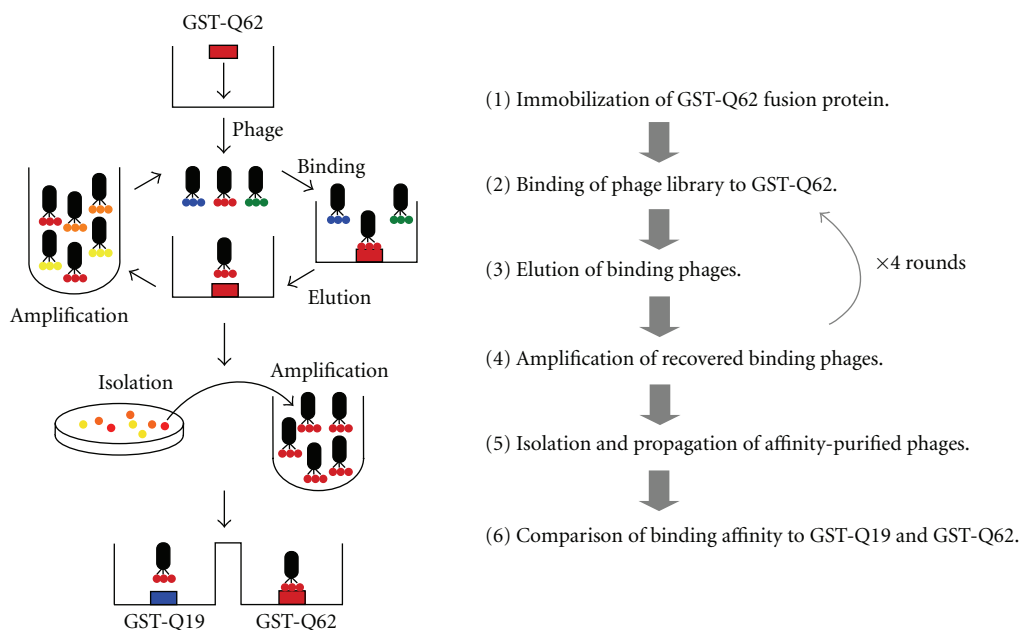 GST-Q62
Phage
Binding
Elution
Amplification
Isolation
Amplification
GST-Q19
GST-Q62
(1) Immobilization of GST-Q62 fusion protein.
(2) Binding of phage library to GST-Q62.
(3) Elution of binding phages.
×4 rounds
(4) Amplification of recovered binding phages.
(5) Isolation and propagation of affinity-purified phages.
(6) Comparison of binding affinity to GST-Q19 and GST-Q62.